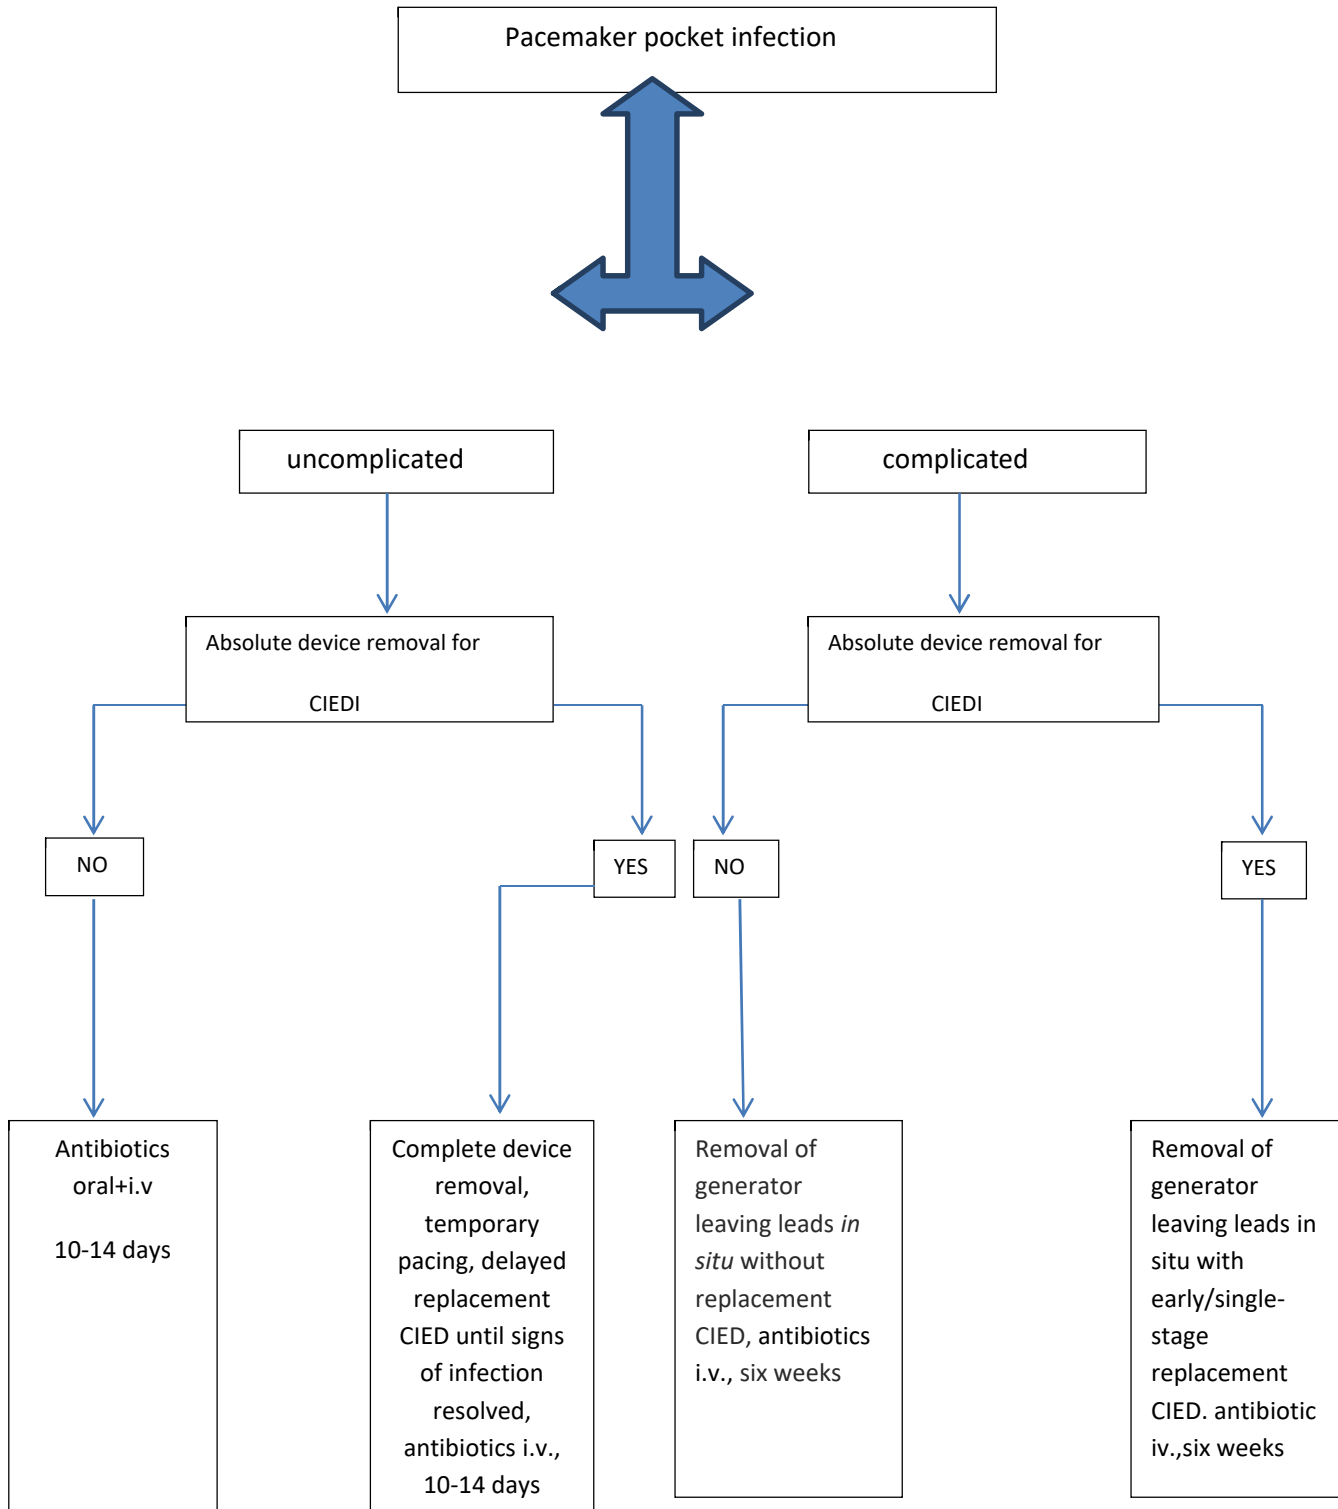 Pacemaker pocket infection
uncomplicated
complicated
Absolute device removal for
CIEDI
Absolute device removal for
CIEDI
NO
YES
NO
YES
Antibiotics
oral+i.v
10-14 days
Complete device
removal,
temporary
pacing, delayed
replacement
CIED until signs
of infection
resolved,
antibiotics i.v.,
10-14 days
Removal of
generator
leaving leads in
situ without
replacement
CIED, antibiotics
i.v., six weeks
Removal of
generator
leaving leads in
situ with
early/single-
stage
replacement
CIED. antibiotic
iv.,six weeks